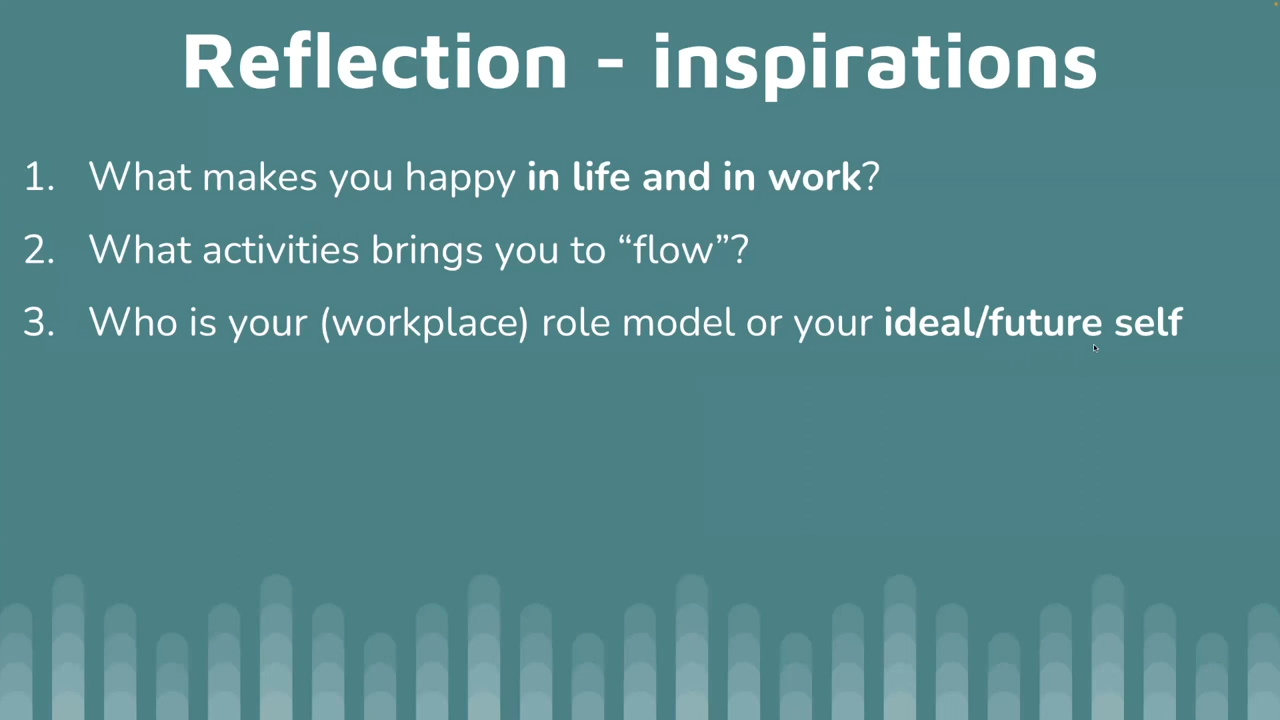 Reflection - inspirations
1. What makes you happy in life and in work?
2. What activities brings you to “flow”?
3. Who is your (workplace) role model or your ideal/future self